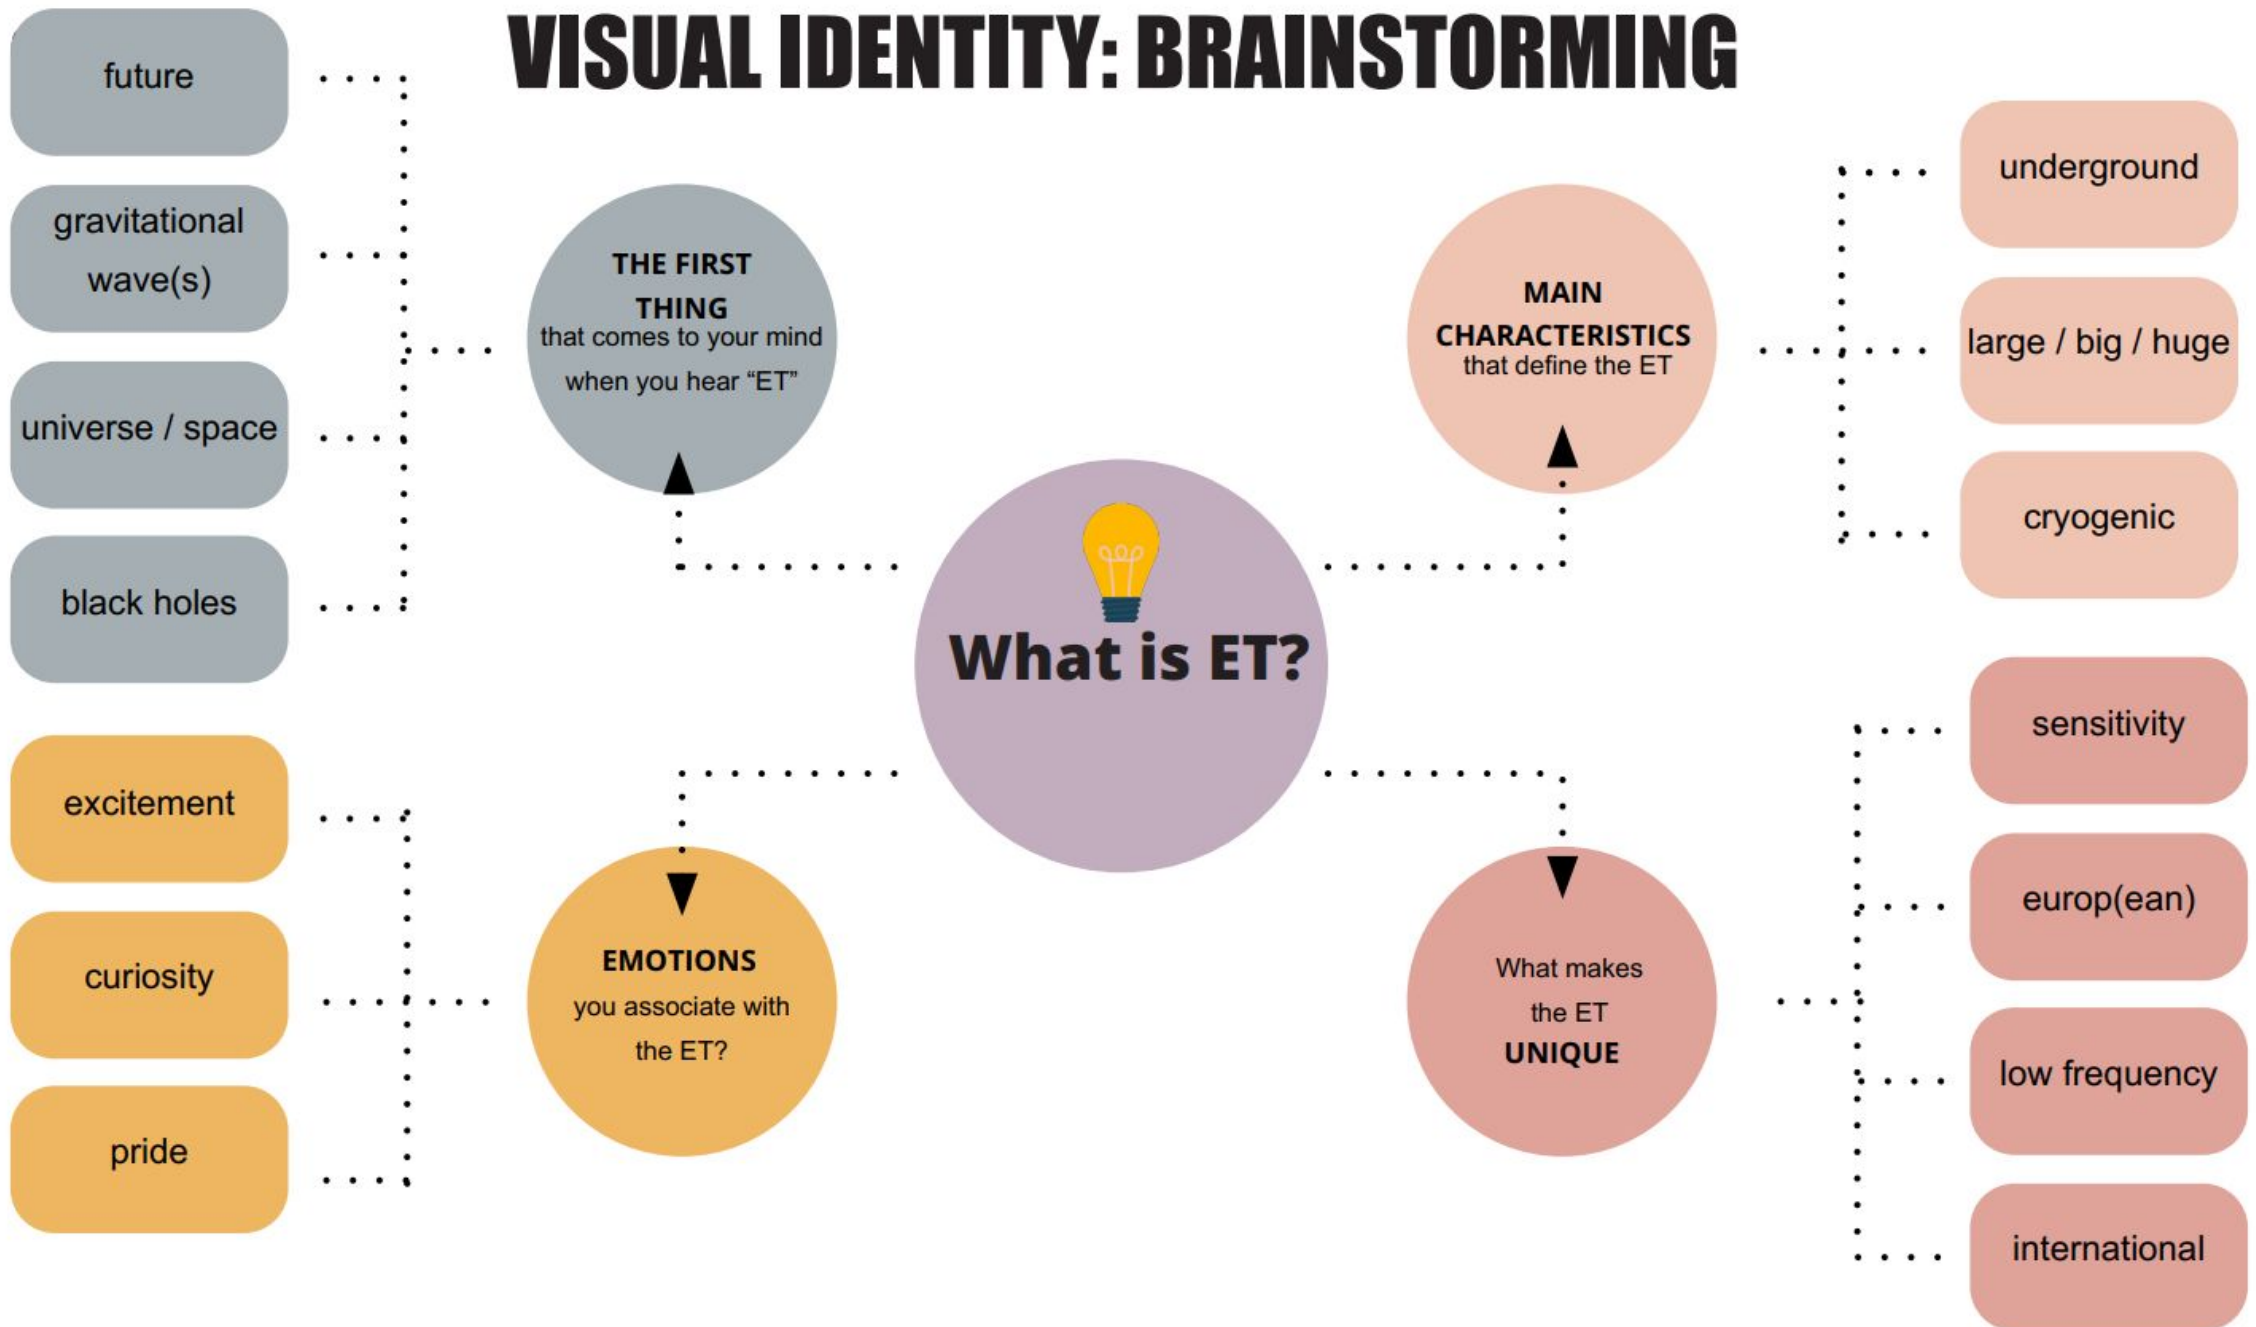 VISUAL IDENTITY: BRAINSTORMING
future
gravitational
wave(s)
universe / space
black holes
THE FIRST
THING
that comes to your mind
when you hear “ET”
MAIN
CHARACTERISTICS
that define the ET
underground
large / big / huge
cryogenic
What is ET?
excitement
curiosity
pride
EMOTIONS
you associate with
the ET?
What makes
the ET
UNIQUE
sensitivity
europ(ean)
low frequency
international